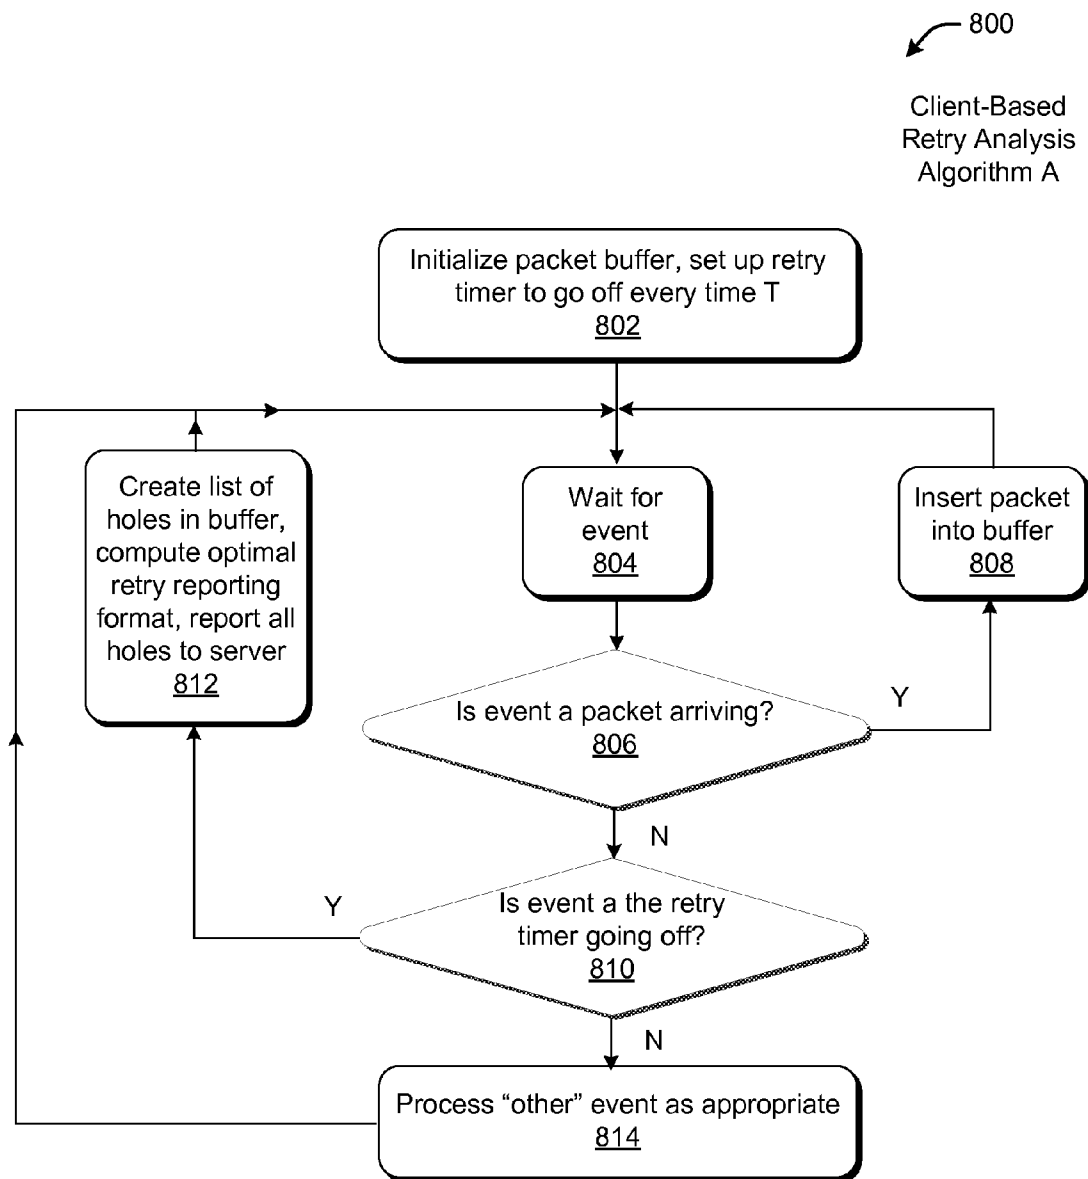 800
Client-Based
Retry Analysis
Algorithm A
Initialize packet buffer, set up retry
timer to go off every time T
802
Create list of
holes in buffer,
compute optimal
retry reporting
format, report all
holes to server
812
Wait for
event
804
Insert packet
into buffer
808
Is event a packet arriving?
806
Y
N
Is event a the retry
timer going off?
810
Y
N
Process “other” event as appropriate
814